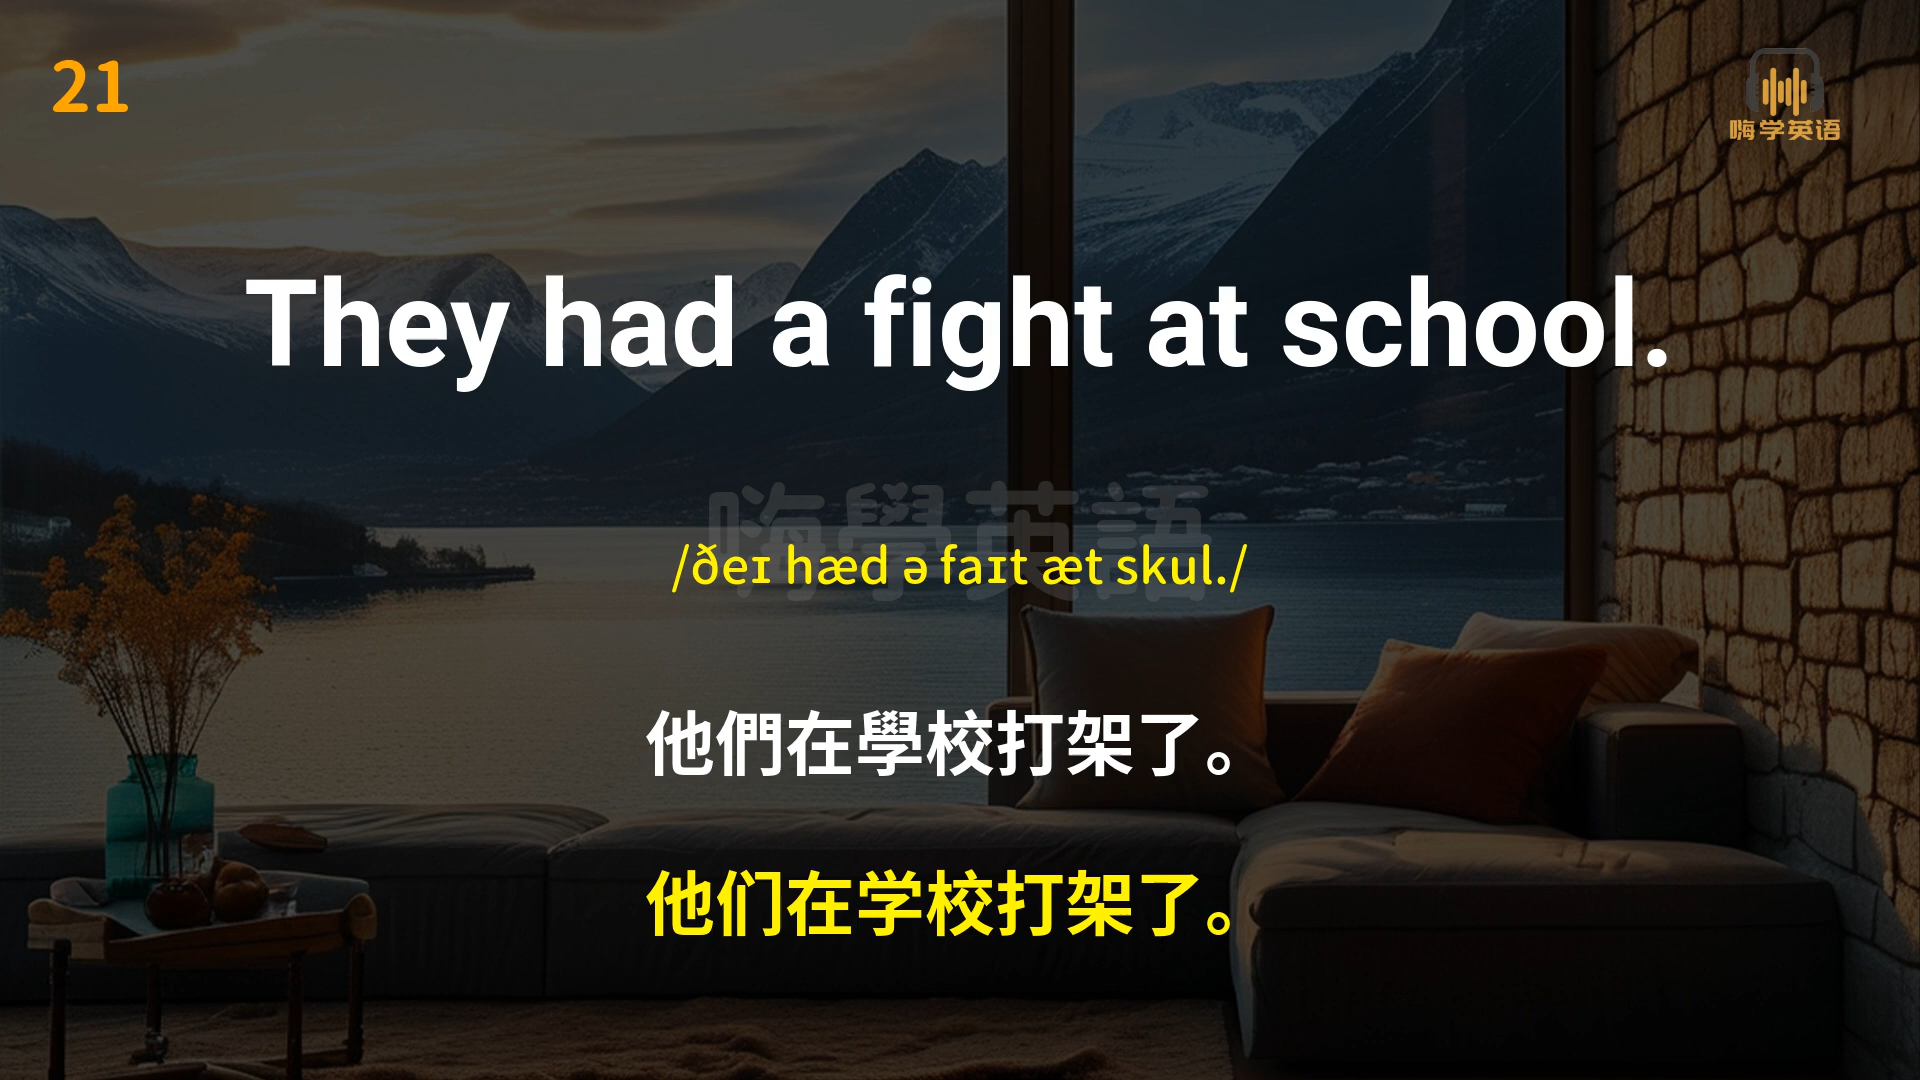 21
嗨学英语
They had a fight at school.
嗨學英語
/ðeɪ hæd ə faɪt æt skul./
他們在學校打架了。
他们在学校打架了。